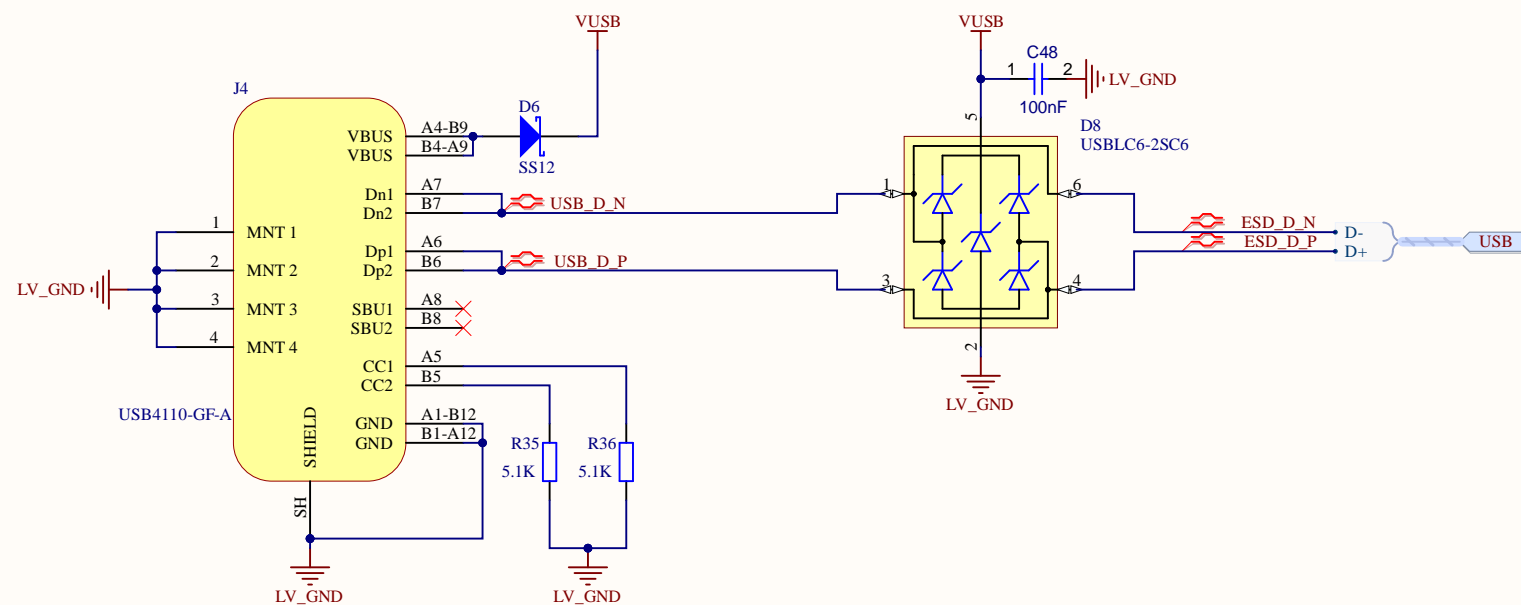 VUSB
VUSB
C48
1
2
LV_GND
100nF
J4
D6
SS12
5
D8
USBLC6-2SC6
VBUS
A4-B9
VBUS
B4-A9
Dn1
A7
Dn2
B7
USB_D_N
1
6
1
MNT 1
ESD_D_N
D-
USB
ESD_D_P
D+
Dp1
A6
2
MNT 2
Dp2
B6
USB_D_P
3
4
LV_GND
3
MNT 3
SBU1
A8
SBU2
B8
4
MNT 4
2
CC1
A5
CC2
B5
LV_GND
USB4110-GF-A
SHIELD
GND
A1-B12
GND
B1-A12
R35
5.1K
R36
5.1K
SH
LV_GND
LV_GND